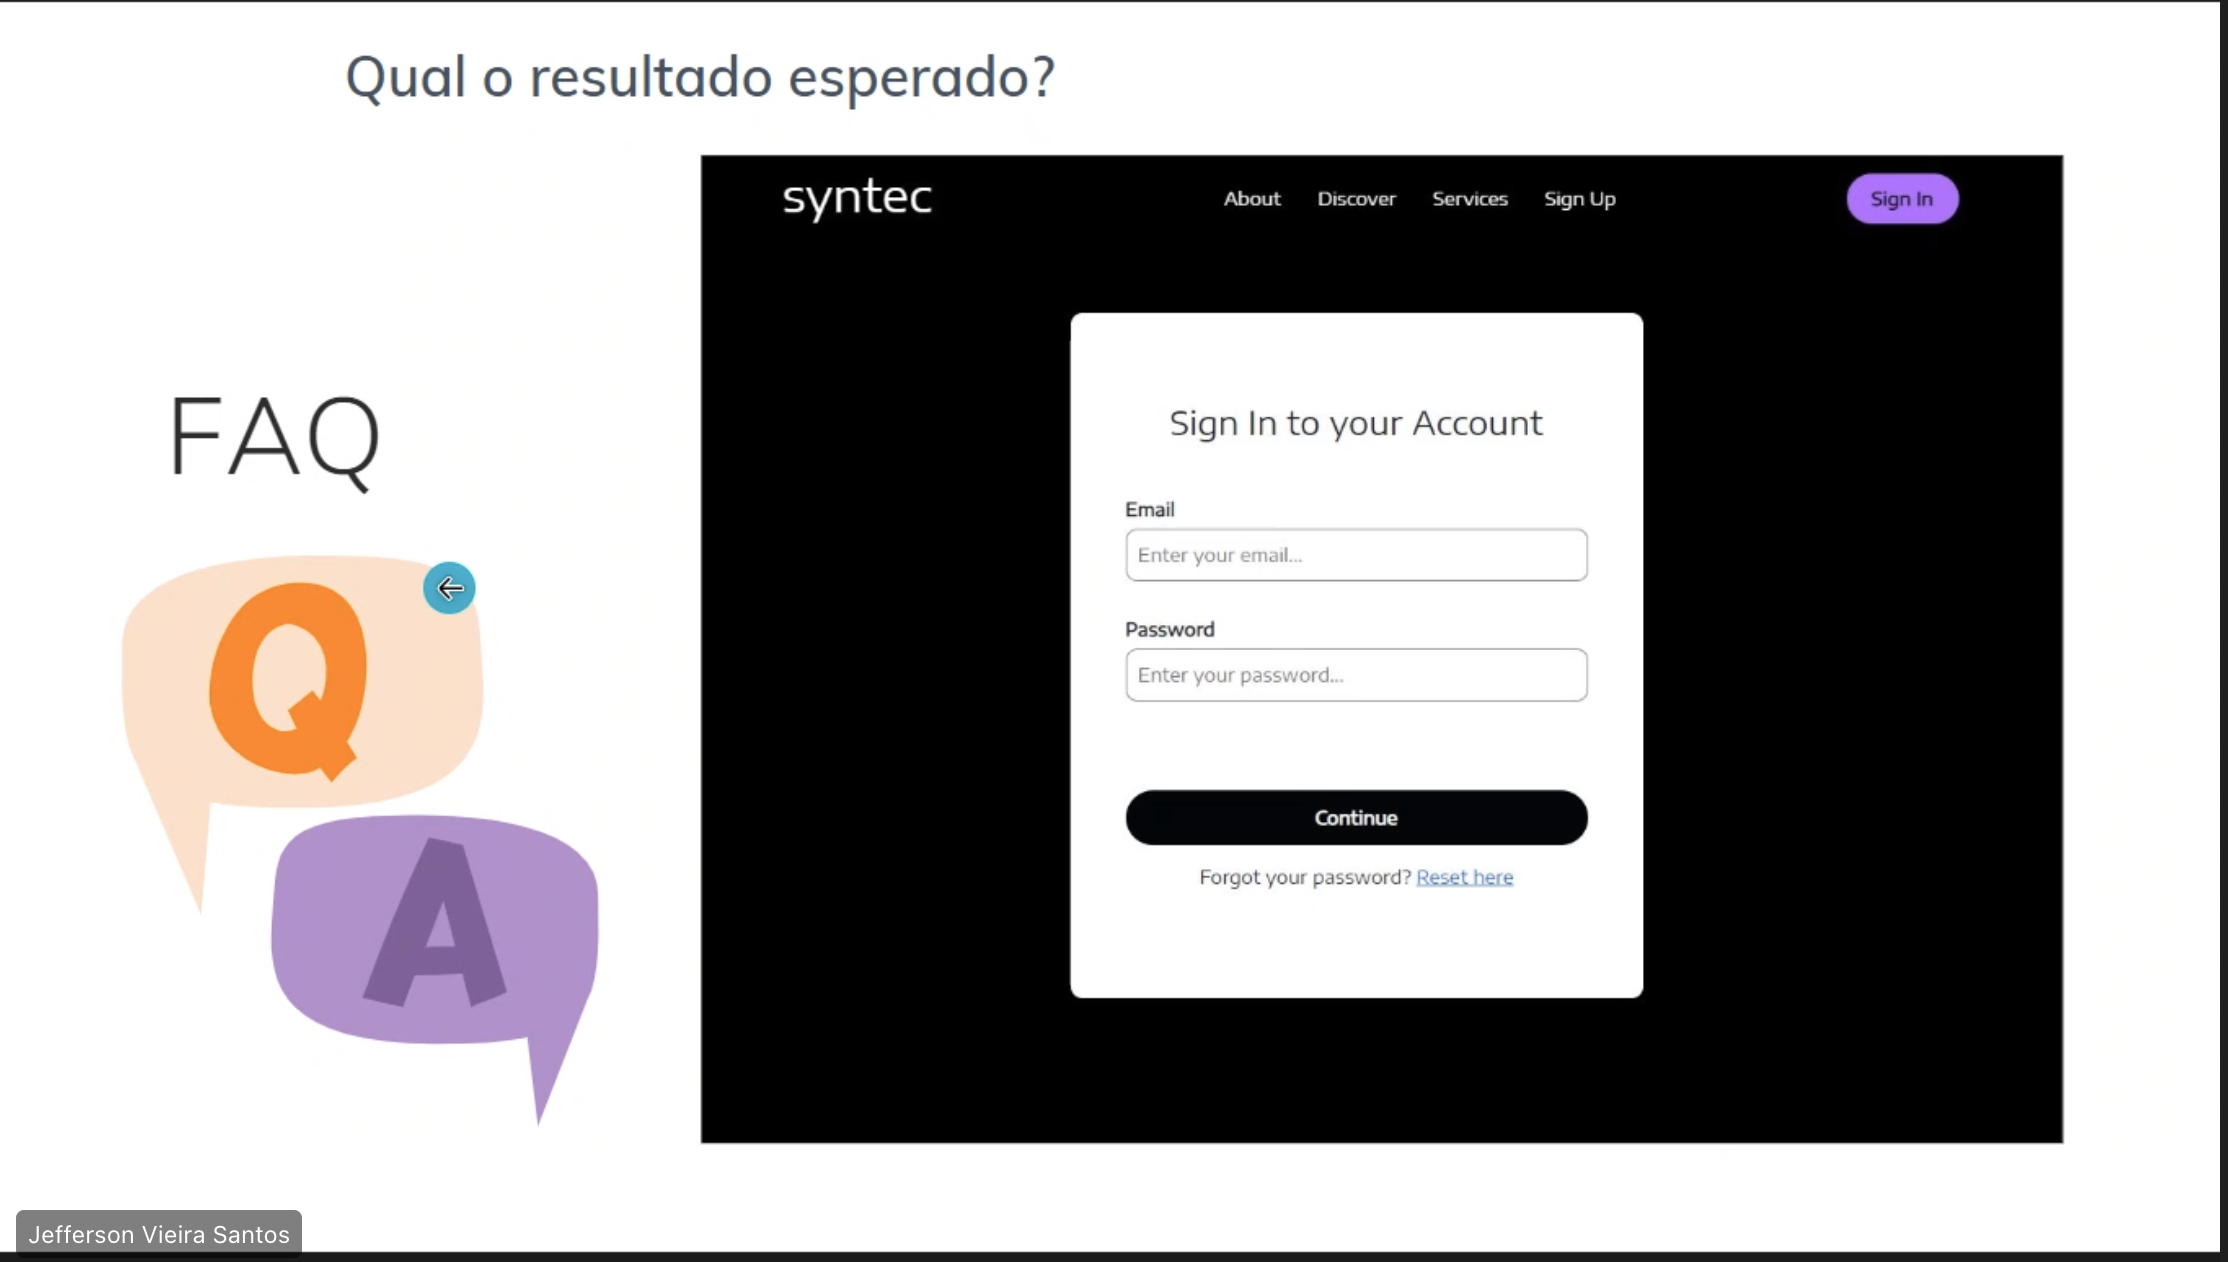 Qual o resultado esperado?
syntec
About Discover Services Sign Up Sign In
FAQ
Q
A
Sign In to your Account
Email
Enter your email...
Password
Enter your password...
Continue
Forgot your password? Reset here
Jefferson Vieira Santos